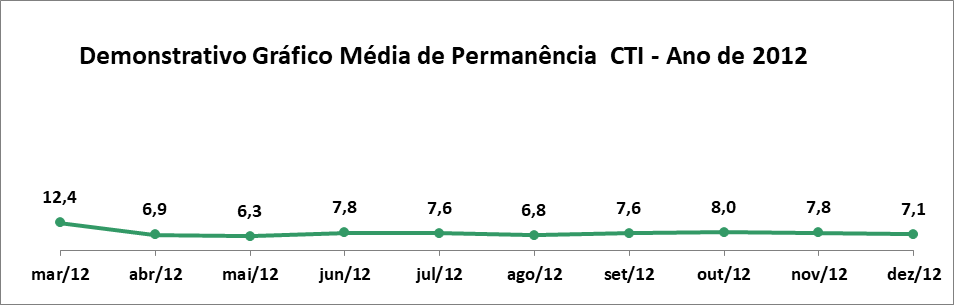 Demonstrativo Gráfico Média de Permanência  CTI - Ano de 2012
12,4 6,9 6,3 7,8 7,6 6,8 7,6 8,0 7,8 7,1
mar/12 abr/12 mai/12 jun/12 jul/12 ago/12 set/12 out/12 nov/12 dez/12